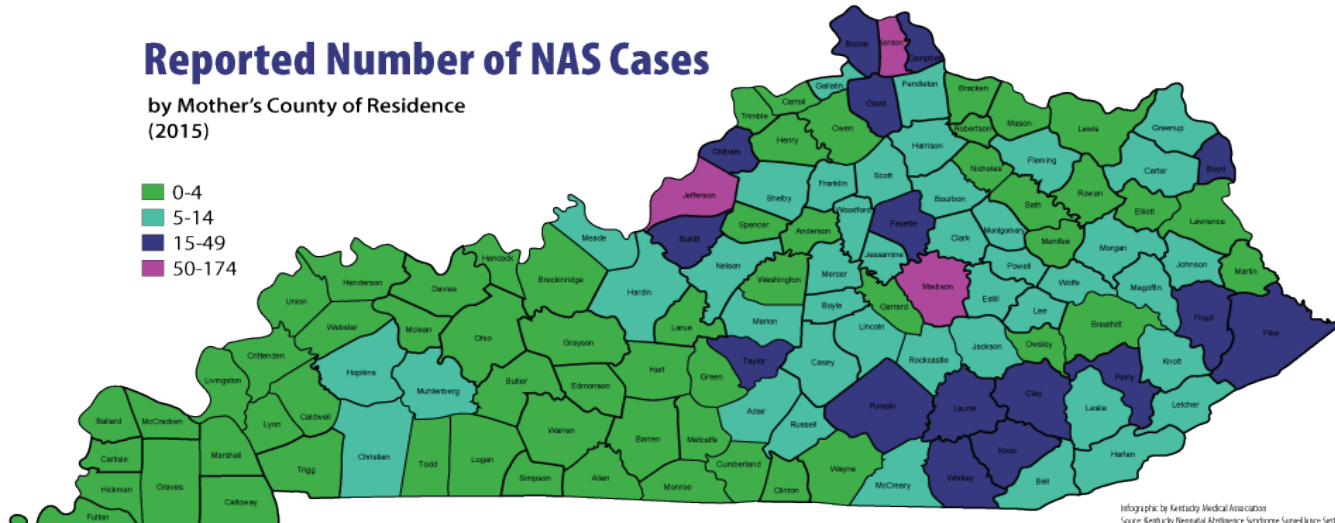 Reported Number of NAS Cases
by Mother's County of Residence
(2015)
0-4
5-14
15-49
50-174
Boone
Kenton
Campbell
Gallatin
Pendleton
Grant
Bracken
Carroll
Trimble
Owen
Henry
Robertson
Mason
Lewis
Greenup
Oldham
Harrison
Fleming
Carter
Boyd
Nicholas
Jefferson
Shelby
Franklin
Scott
Bourbon
Rowan
Bath
Elliott
Lawrence
Woodford
Fayette
Spencer
Anderson
Bullitt
Meade
Clark
Montgomery
Menifee
Morgan
Johnson
Martin
Jessamine
Nelson
Washington
Mercer
Powell
Wolfe
Magoffin
Hancock
Breckinridge
Hardin
Madison
Henderson
Davies
Union
Boyle
Garrard
Estill
Lee
Floyd
Pike
Webster
Mclean
Ohio
Larue
Marion
Lincoln
Breathitt
Grayson
Crittenden
Taylor
Casey
Rockcastle
Jackson
Owsley
Knott
Perry
Hopkins
Muhlenberg
Hart
Green
Livingston
Butler
Edmonson
Pulaski
Laurel
Clay
Leslie
Letcher
Ballard
McCracken
Lyon
Caldwell
Adair
Russell
Warren
Barren
Metcalfe
Knox
Harlan
Carlisle
Marshall
Trigg
Christian
Todd
Logan
Simpson
Allen
Monroe
Cumberland
Clinton
Wayne
McCreary
Whitley
Bell
Hickman
Graves
Calloway
Fulton
Infographic by Kentucky Medical Association
Source: Kentucky Neonatal Abstinence Syndrome Surveillance